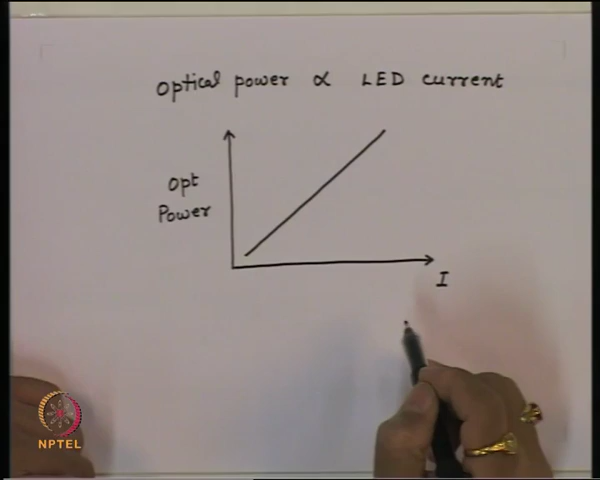 Optical power ∝ LED current
Opt
Power
I
NPTEL